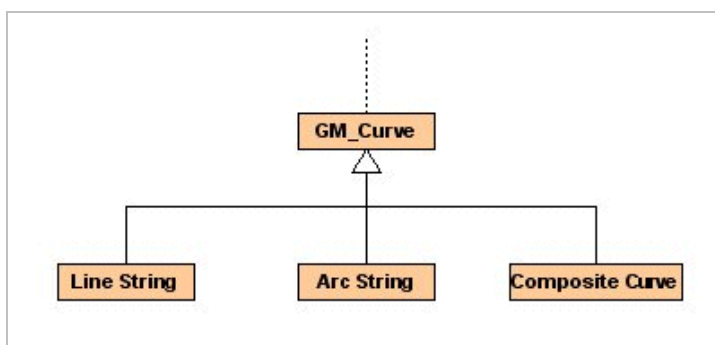 GM_Curve
Line String
Arc String
Composite Curve